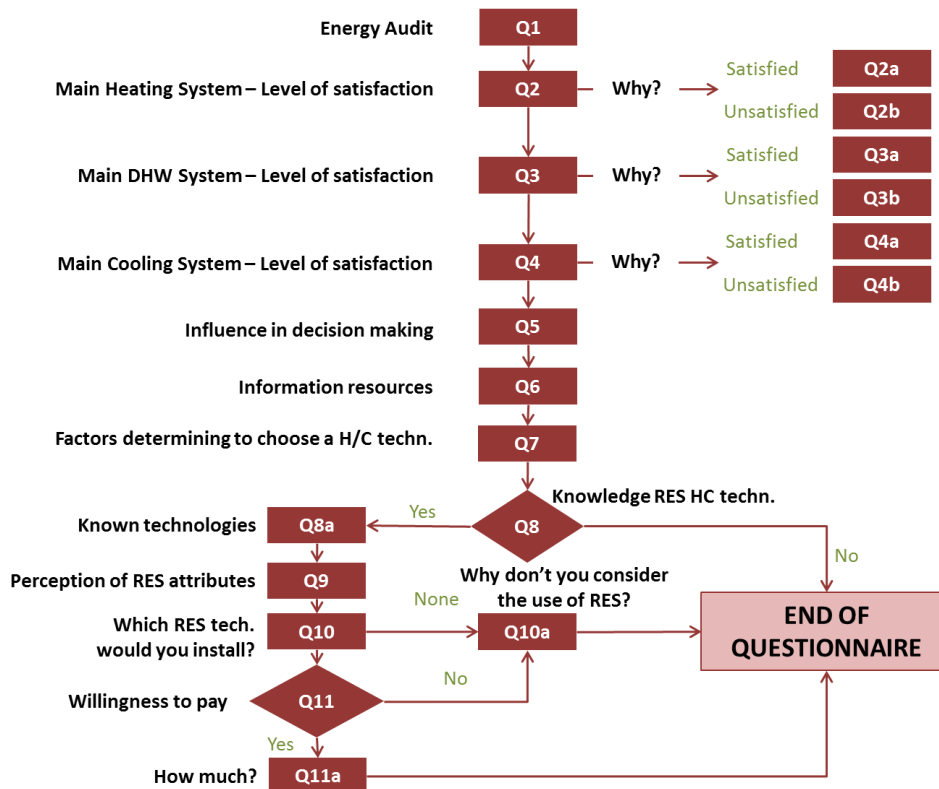 Energy Audit
Q1
Main Heating System – Level of satisfaction
Q2
Why?
Satisfied
Q2a
Unsatisfied
Q2b
Main DHW System – Level of satisfaction
Q3
Why?
Satisfied
Q3a
Unsatisfied
Q3b
Main Cooling System – Level of satisfaction
Q4
Why?
Satisfied
Q4a
Unsatisfied
Q4b
Influence in decision making
Q5
Information resources
Q6
Factors determining to choose a H/C techn.
Q7
Knowledge RES HC techn.
Q8
Yes
No
Known technologies
Q8a
Perception of RES attributes
Q9
Why don't you consider
the use of RES?
Which RES tech.
would you install?
Q10
None
Q10a
END OF
QUESTIONNAIRE
Willingness to pay
Q11
No
Yes
How much?
Q11a